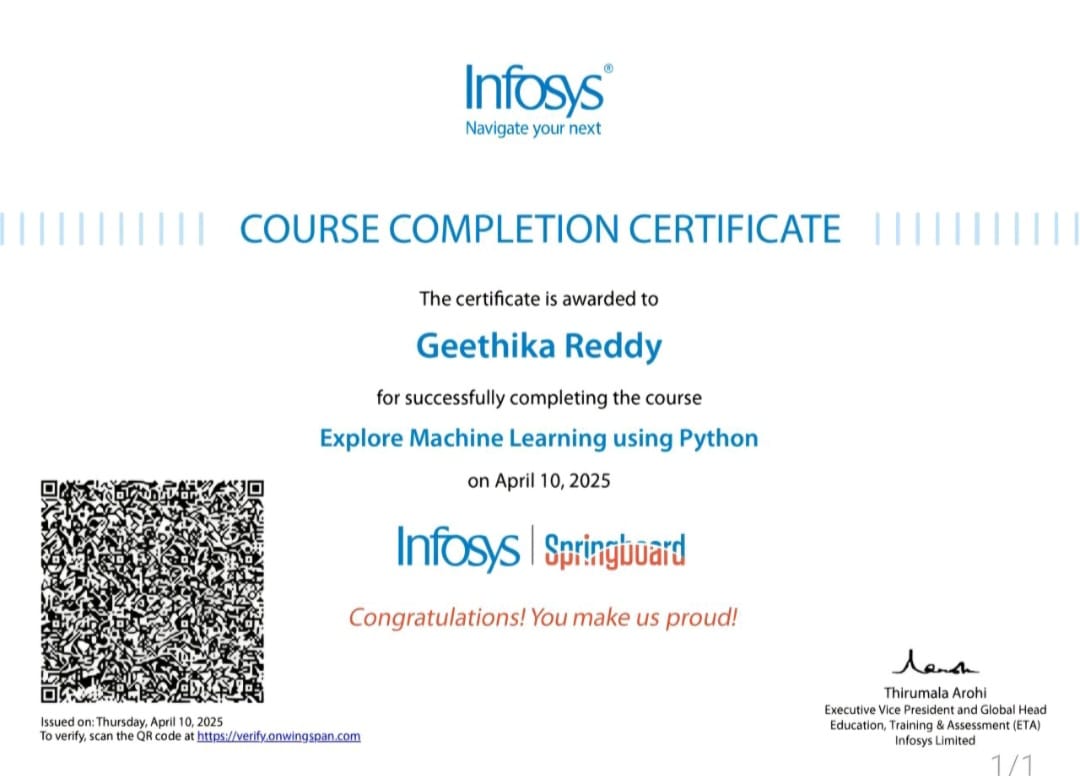 Infosys®
Navigate your next
COURSE COMPLETION CERTIFICATE
The certificate is awarded to
Geethika Reddy
for successfully completing the course
Explore Machine Learning using Python
on April 10, 2025
Infosys | Springboard
Congratulations! You make us proud!
Issued on: Thursday, April 10, 2025
To verify, scan the QR code at https://verify.onwingspan.com
Thirumala Arohi
Executive Vice President and Global Head
Education, Training & Assessment (ETA)
Infosys Limited
1/1